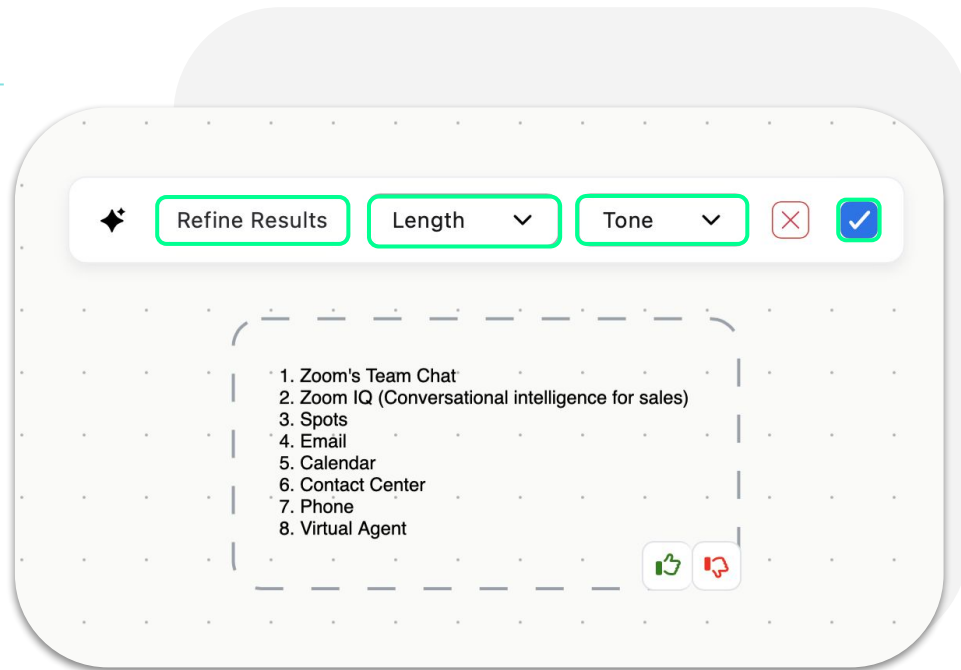 Refine Results
Length
Tone
1. Zoom's Team Chat
2. Zoom IQ (Conversational intelligence for sales)
3. Spots
4. Email
5. Calendar
6. Contact Center
7. Phone
8. Virtual Agent